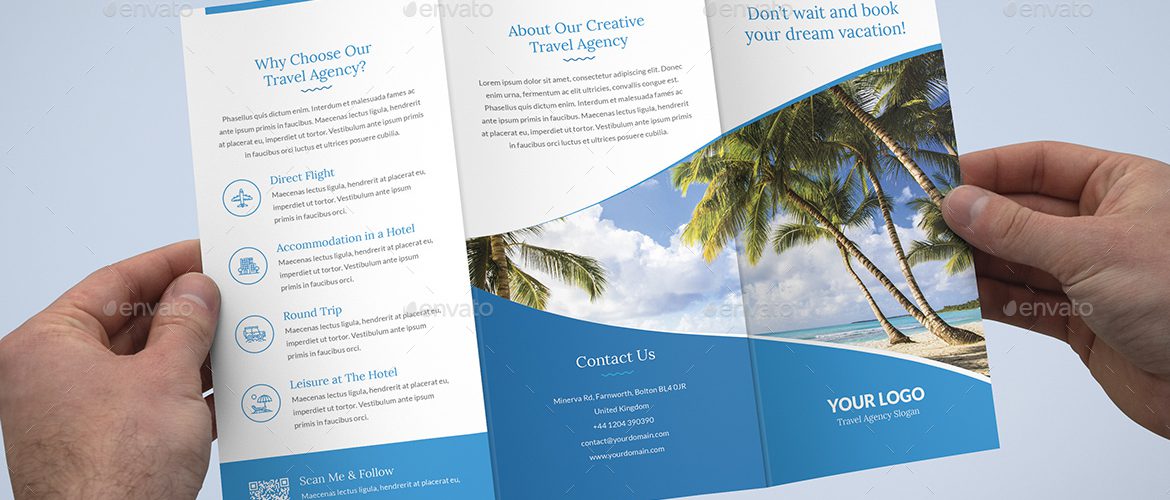 Why Choose Our
Travel Agency?
Phasellus quis dictum enim. Interdum et malesuada fames ac
ante ipsum primis in faucibus. Maecenas lectus ligula, hendrerit
at placerat eu, imperdiet ut tortor. Vestibulum ante ipsum primis
in faucibus orci luctus et ultrices posuere cubilia.
Direct Flight
Maecenas lectus ligula, hendrerit at placerat eu,
imperdiet ut tortor. Vestibulum ante ipsum
primis in faucibus orci.
Accommodation in a Hotel
Maecenas lectus ligula, hendrerit at placerat eu,
imperdiet ut tortor. Vestibulum ante ipsum
primis in faucibus orci.
Round Trip
Maecenas lectus ligula, hendrerit at placerat eu,
imperdiet ut tortor. Vestibulum ante ipsum
primis in faucibus orci.
Leisure at The Hotel
Maecenas lectus ligula, hendrerit at placerat eu,
imperdiet ut tortor. Vestibulum ante ipsum
primis in faucibus orci.
Scan Me & Follow
Maecenas lectus ligula, hendrerit at placerat eu,
About Our Creative
Travel Agency
Lorem ipsum dolor sit amet, consectetur adipiscing elit. Donec
enim urna, fermentum ac elit ultrices, convallis congue est.
Phasellus quis dictum enim. Interdum et malesuada fames ac
ante ipsum primis in faucibus. Maecenas lectus ligula, hendrerit
at placerat eu, imperdiet ut tortor. Vestibulum ante ipsum primis
in faucibus orci luctus et ultrices posuere cubilia.
Contact Us
Minerva Rd, Farnworth, Bolton BL4 0JR
United Kingdom
+44 1204 390390
contact@yourdomain.com
www.yourdomain.com
Don't wait and book
your dream vacation!
YOUR LOGO
Travel Agency Slogan
envato
envato
envato
envato
envato
envato
envato
envato